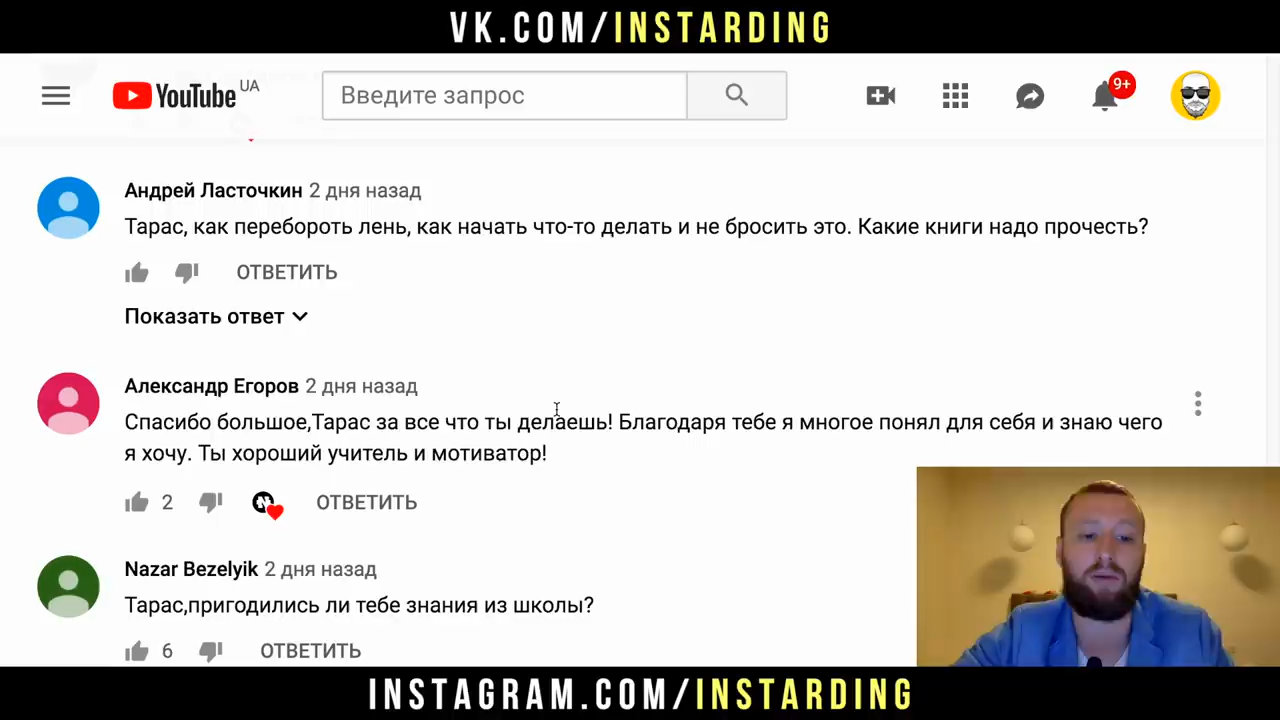 VK.COM/INSTARDING
YouTube UA
Введите запрос
9+
Андрей Ласточкин 2 дня назад
Тарас, как перебороть лень, как начать что-то делать и не бросить это. Какие книги надо прочесть?
ОТВЕТИТЬ
Показать ответ
Александр Егоров 2 дня назад
Спасибо большое,Тарас за все что ты делаешь! Благодаря тебе я многое понял для себя и знаю чего
я хочу. Ты хороший учитель и мотиватор!
2 ОТВЕТИТЬ
Nazar Bezelyik 2 дня назад
Тарас,пригодились ли тебе знания из школы?
6 ОТВЕТИТЬ
INSTAGRAM.COM/INSTARDING